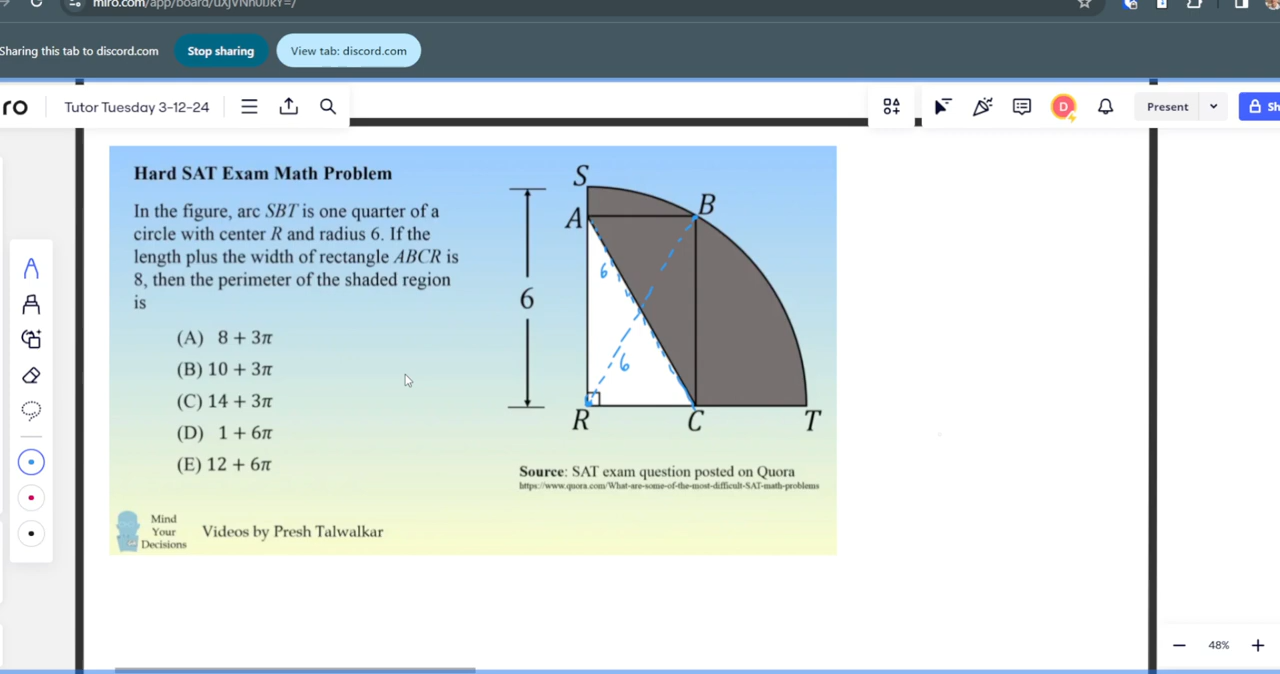 miro.com/app/board/uXjVNn0IJkY=/
Sharing this tab to discord.com
Stop sharing
View tab: discord.com
ro
Tutor Tuesday 3-12-24
D
Present
Sh
Hard SAT Exam Math Problem
In the figure, arc SBT is one quarter of a
circle with center R and radius 6. If the
length plus the width of rectangle ABCR is
8, then the perimeter of the shaded region
is
(A) 8 + 3π
(B) 10 + 3π
(C) 14 + 3π
(D) 1 + 6π
(E) 12 + 6π
S
B
A
6
6
6
R
C
T
Source: SAT exam question posted on Quora
https://www.quora.com/What-are-some-of-the-most-difficult-SAT-math-problems
Mind
Your
Decisions
Videos by Presh Talwalkar
48%